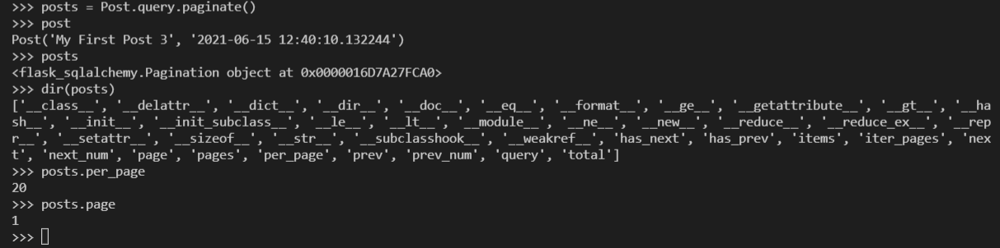 >>> posts = Post.query.paginate()
>>> post
Post('My First Post 3', '2021-06-15 12:40:10.132244')
>>> posts
<flask_sqlalchemy.Pagination object at 0x0000016D7A27FCA0>
>>> dir(posts)
['__class__', '__delattr__', '__dict__', '__dir__', '__doc__', '__eq__', '__format__', '__ge__', '__getattribute__', '__gt__', '__ha
sh__', '__init__', '__init_subclass__', '__le__', '__lt__', '__module__', '__ne__', '__new__', '__reduce__', '__reduce_ex__', '__rep
r__', '__setattr__', '__sizeof__', '__str__', '__subclasshook__', '__weakref__', 'has_next', 'has_prev', 'items', 'iter_pages', 'nex
t', 'next_num', 'page', 'pages', 'per_page', 'prev', 'prev_num', 'query', 'total']
>>> posts.per_page
20
>>> posts.page
1
>>>